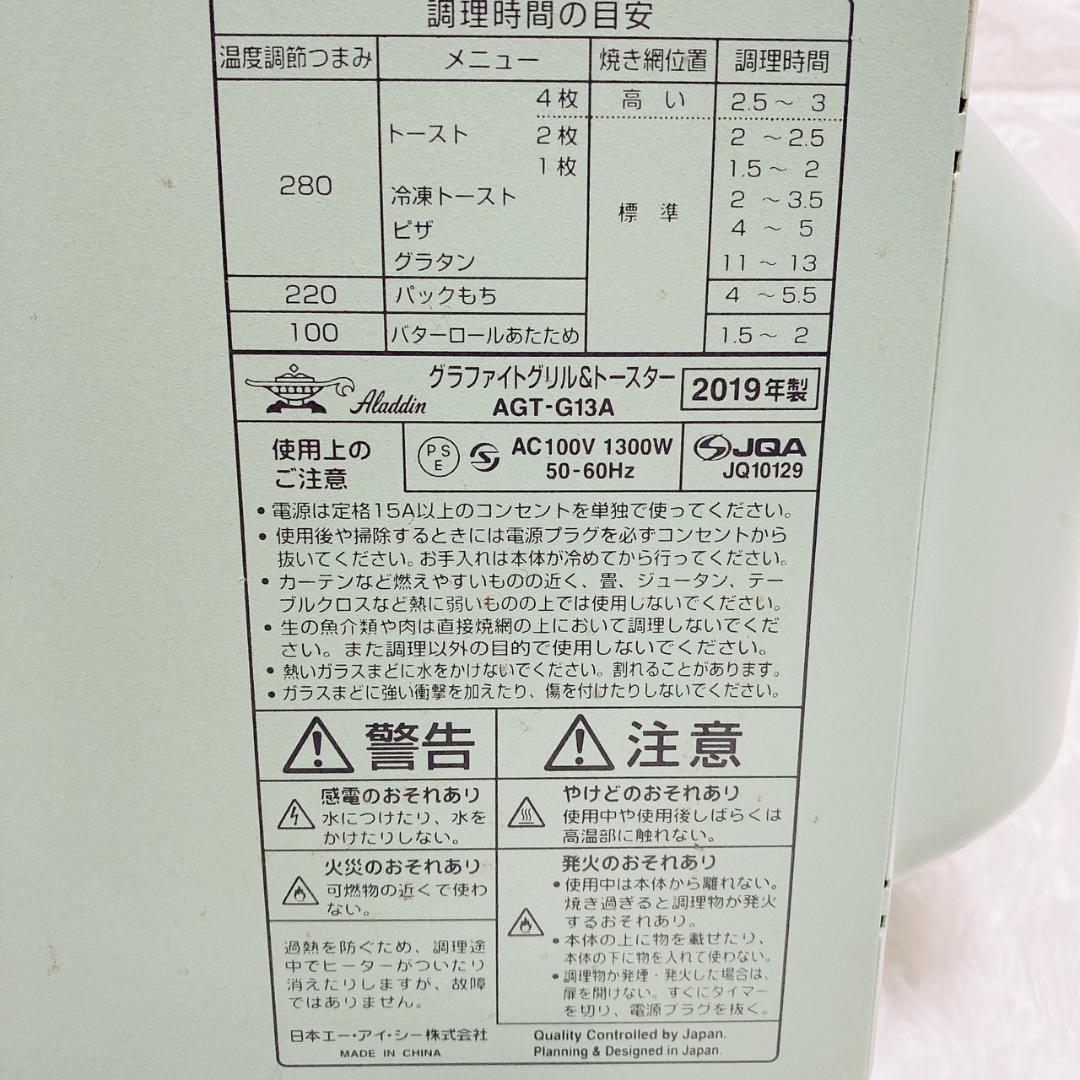 調理時間の目安
温度調節つまみ メニュー 焼き網位置 調理時間
4枚 高い 2.5～ 3
トースト 2枚 2 ～2.5
1枚 1.5～ 2
280 冷凍トースト 標準 2 ～3.5
ピザ 4 ～ 5
グラタン 11～13
220 パックもち 4 ～5.5
100 バターロールあたため 1.5～ 2
Aladdin グラファイトグリル&トースター 2019年製
AGT-G13A
使用上のご注意
PSE S AC100V 1300W
50-60Hz
JQA
JQ10129
• 電源は定格15A以上のコンセントを単独で使ってください。
• 使用後や掃除するときには電源プラグを必ずコンセントから
抜いてください。お手入れは本体が冷めてから行ってください。
• カーテンなど燃えやすいものの近く、畳、ジュータン、テー
ブルクロスなど熱に弱いものの上では使用しないでください。
• 生の魚介類や肉は直接焼網の上において調理しないでくだ
さい。また調理以外の目的で使用しないでください。
• 熱いガラスまどに水をかけないでください。割れることがあります。
• ガラスまどに強い衝撃を加えたり、傷を付けたりしないでください。
警告
感電のおそれあり
水につけたり、水を
かけたりしない。
火災のおそれあり
可燃物の近くで使わ
ない。
過熱を防ぐため、調理途
中でヒーターがついたり
消えたりしますが、故障
ではありません。
日本エー・アイ・シー株式会社
MADE IN CHINA
注意
やけどのおそれあり
使用中や使用後しばらくは
高温部に触れない。
発火のおそれあり
• 使用中は本体から離れない。
焼き過ぎると調理物が発火
するおそれあり。
• 本体の上に物を載せたり、
本体の下に物を入れて使わない。
• 調理物が発煙・発火した場合は、
扉を開けない。すぐにタイマー
を切り、電源プラグを抜く。
Quality Controlled by Japan.
Planning & Designed in Japan.